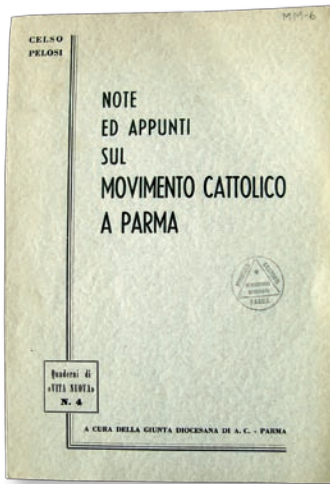 MM-6
CELSO
PELOSI
NOTE
ED APPUNTI
SUL
MOVIMENTO CATTOLICO
A PARMA
PARMA
Quaderni di
«VITA NUOVA»
N. 4
A CURA DELLA GIUNTA DIOCESANA DI A. C. - PARMA